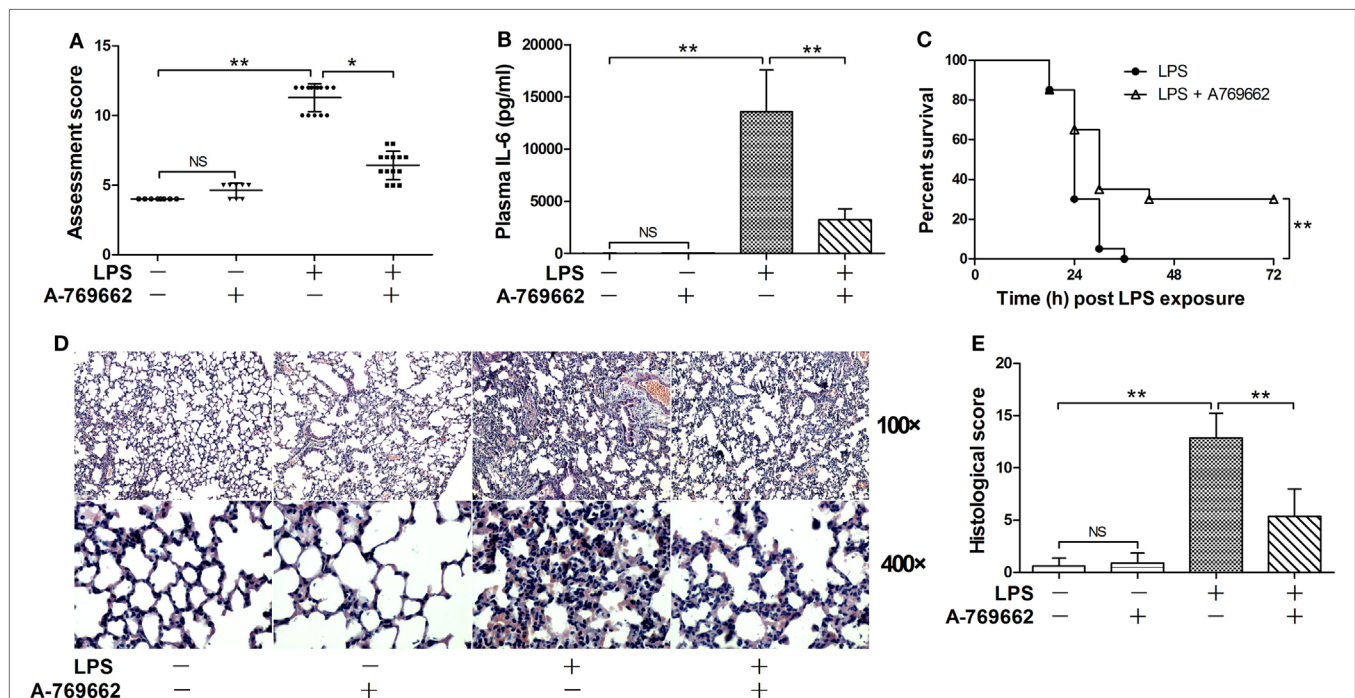 A
Assessment score
15
10
5
0
**
*
NS
LPS − − + +
A-769662 − + − +
B
Plasma IL-6 (pg/ml)
20000
15000
10000
5000
0
**
**
NS
− − + +
− + − +
C
Percent survival
100
80
60
40
20
0
LPS
LPS + A769662
**
0 24 48 72
Time (h) post LPS exposure
D
100×
400×
LPS − − + +
A-769662 − + − +
E
Histological score
20
15
10
5
0
**
**
NS
LPS − − + +
A-769662 − + − +